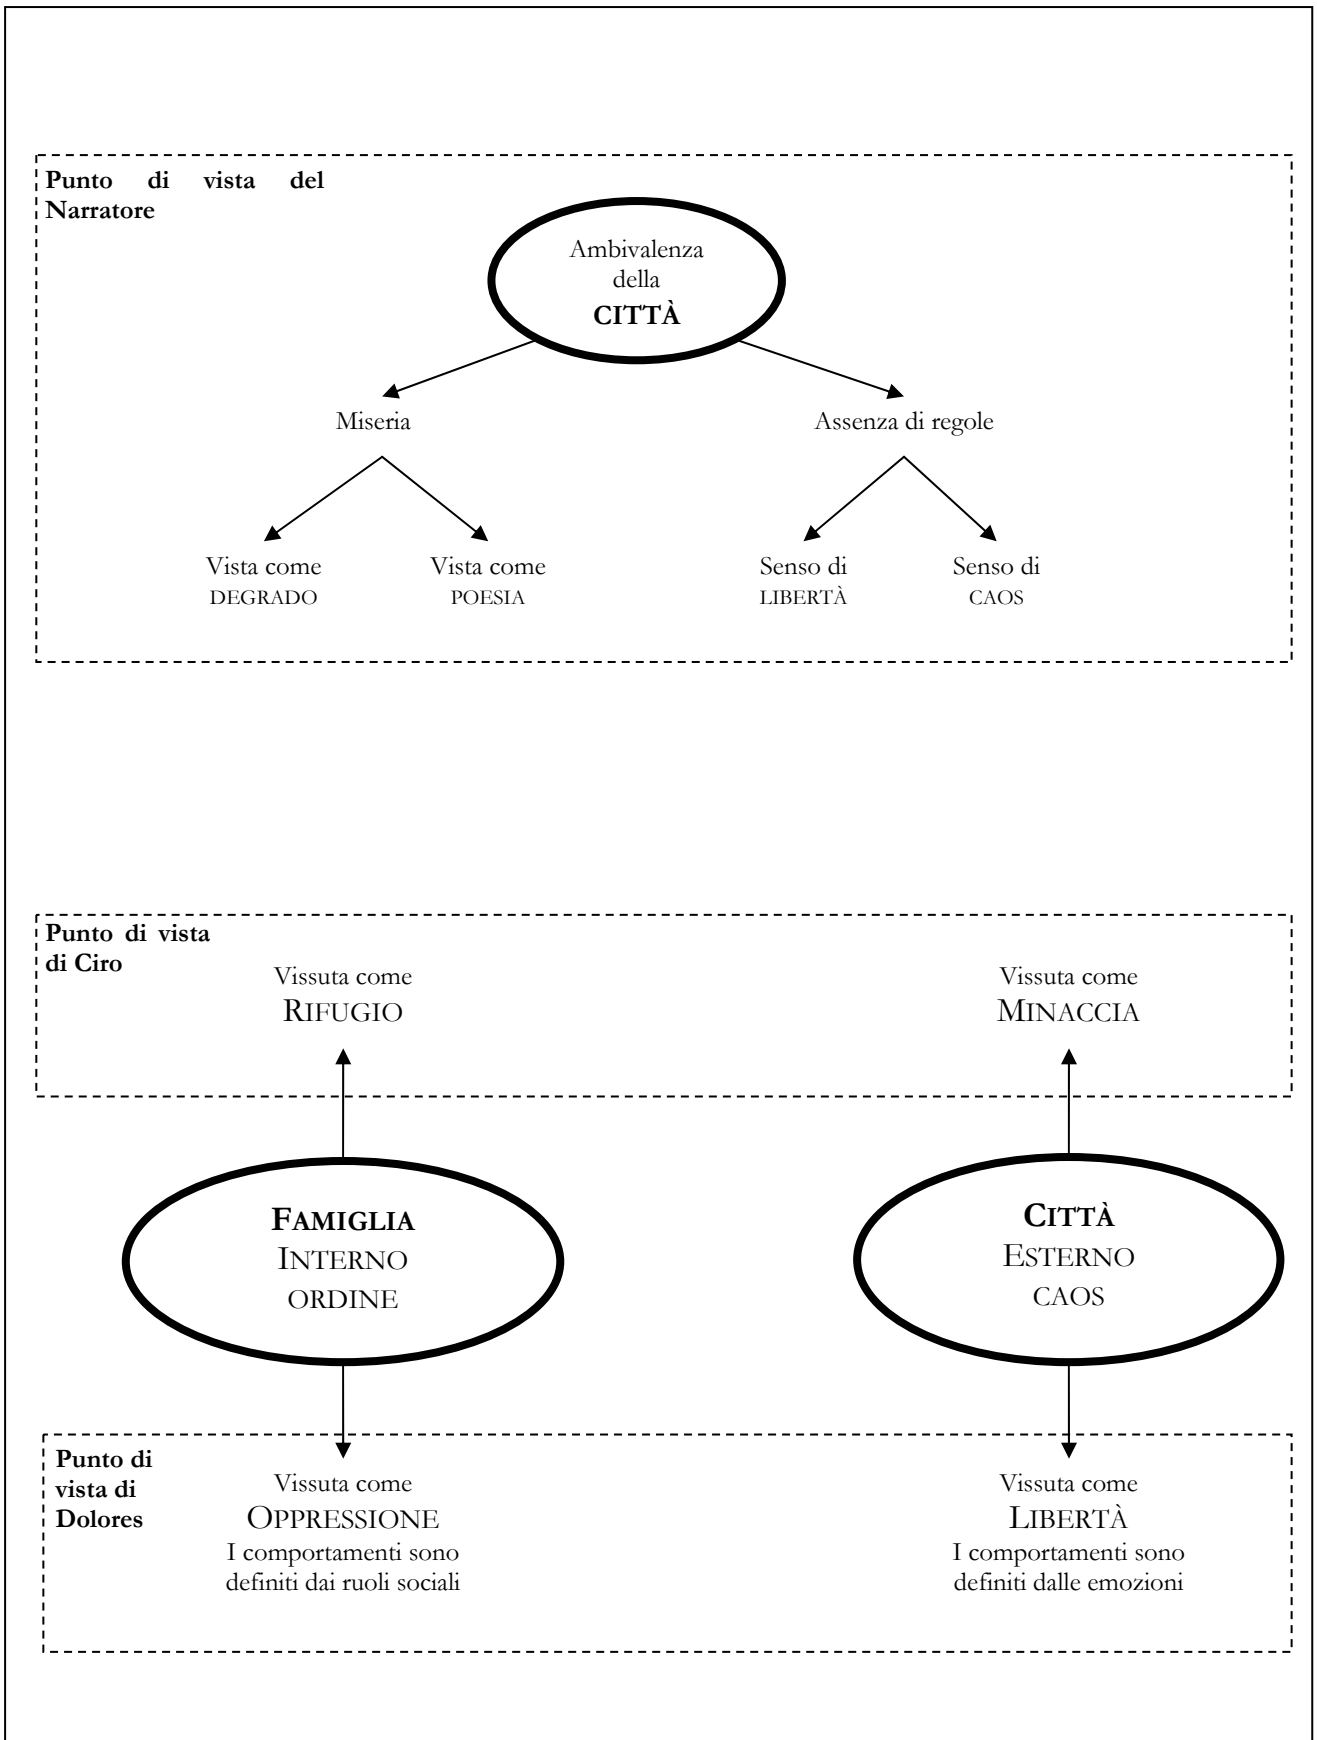 Punto di vista del
Narratore
Ambivalenza
della
CITTÀ
Miseria
Assenza di regole
Vista come
DEGRADO
Vista come
POESIA
Senso di
LIBERTÀ
Senso di
CAOS
Punto di vista
di Ciro
Vissuta come
RIFUGIO
Vissuta come
MINACCIA
FAMIGLIA
INTERNO
ORDINE
CITTÀ
ESTERNO
CAOS
Punto di
vista di
Dolores
Vissuta come
OPPRESSIONE
I comportamenti sono
definiti dai ruoli sociali
Vissuta come
LIBERTÀ
I comportamenti sono
definiti dalle emozioni